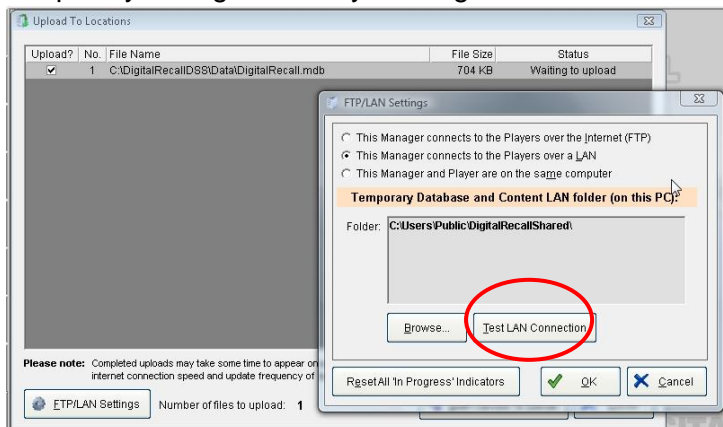 Upload To Locations
Upload? No. File Name File Size Status
1 C:\DigitalRecallDSS\Data\DigitalRecall.mdb 704 KB Waiting to upload
FTP/LAN Settings
This Manager connects to the Players over the Internet (FTP)
This Manager connects to the Players over a LAN
This Manager and Player are on the same computer
Temporary Database and Content LAN folder (on this PC):
Folder: C:\Users\Public\DigitalRecallShared\
Browse... Test LAN Connection
Please note: Completed uploads may take some time to appear on
internet connection speed and update frequency of
Reset All 'In Progress' Indicators OK Cancel
FTP/LAN Settings Number of files to upload: 1